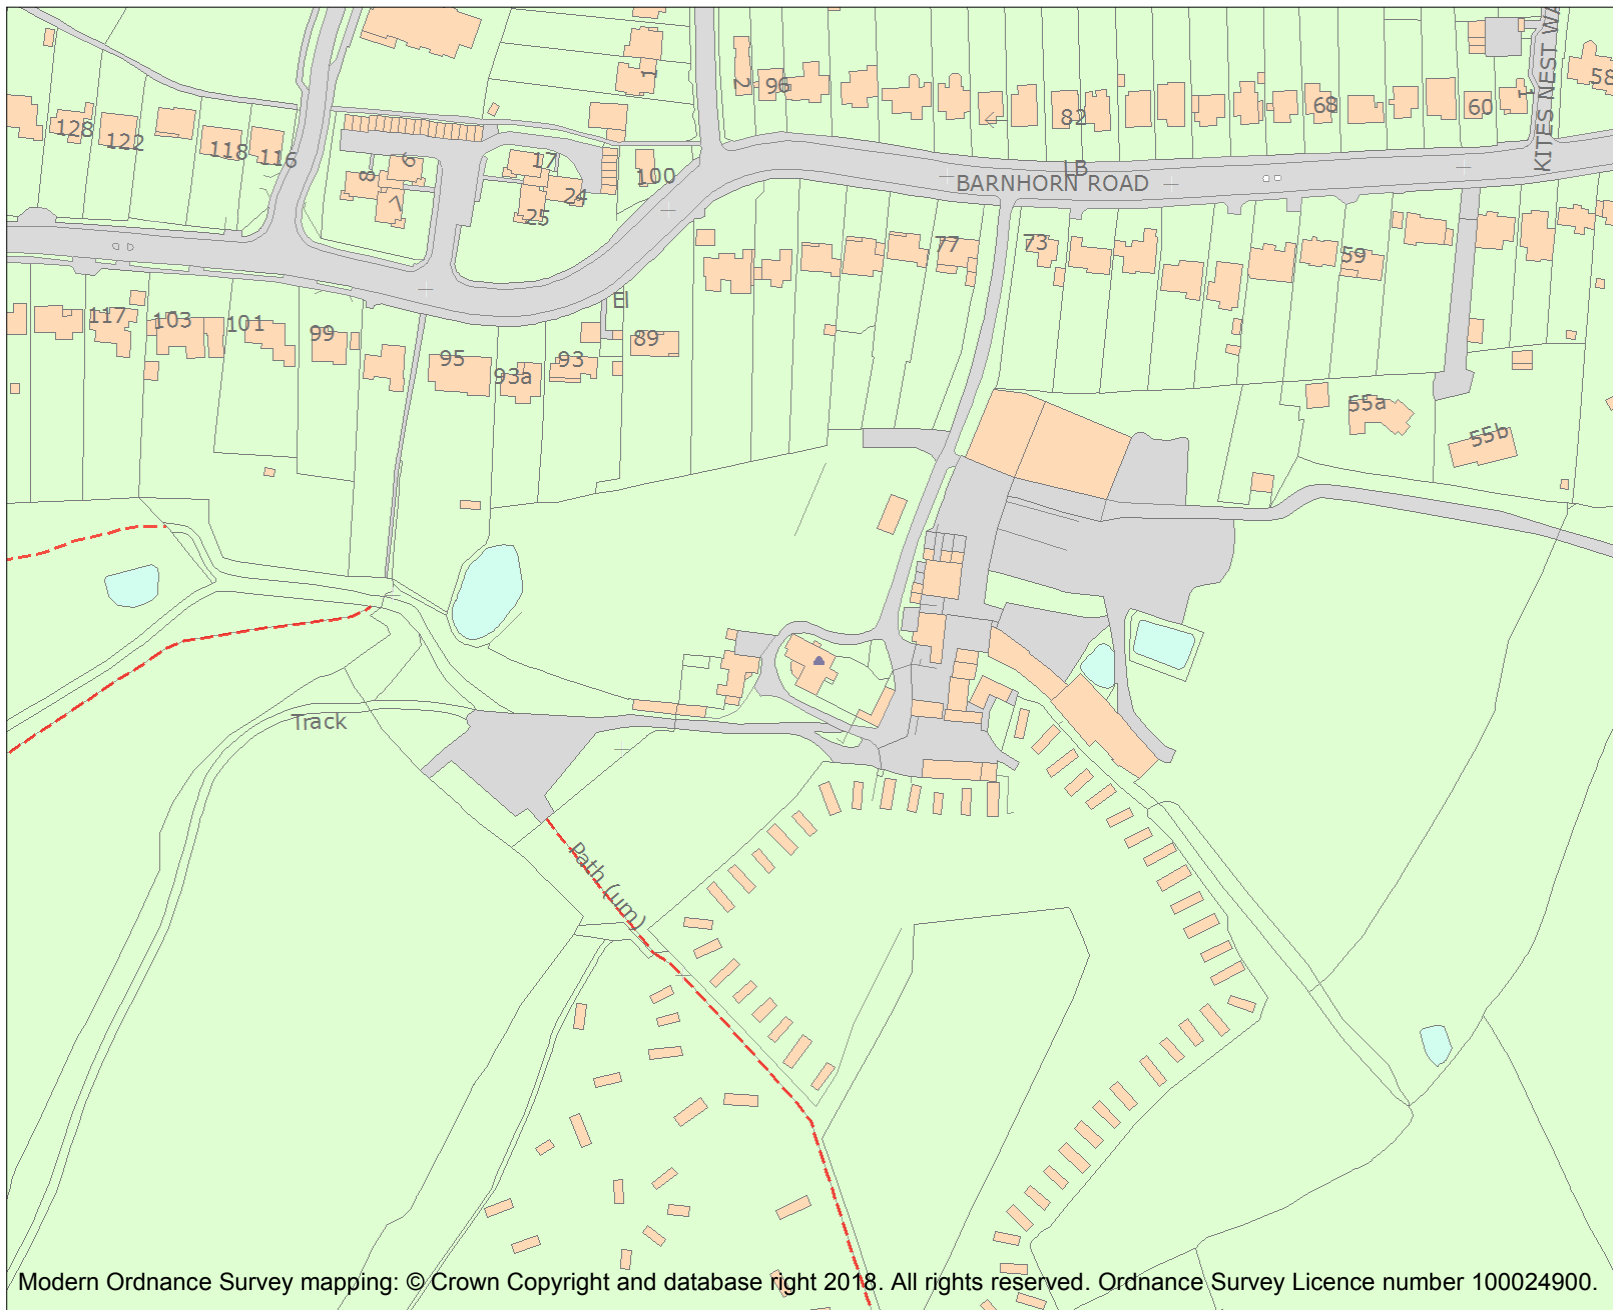 KITES NEST WA
58
1
2
96
82
68
60
1
128
122
118
116
6
8
7
17
24
25
100
LB
BARNHORN ROAD
77
73
59
El
117
103
101
99
95
93a
93
89
55a
55b
Track
Path (um)
Modern Ordnance Survey mapping: © Crown Copyright and database right 2018. All rights reserved. Ordnance Survey Licence number 100024900.